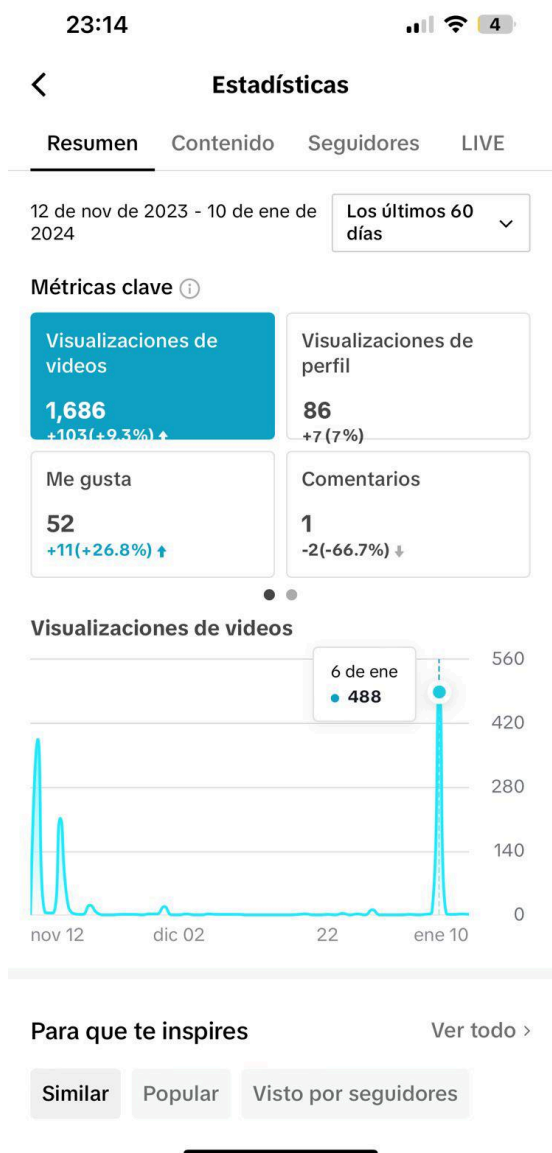 23:14
4
Estadísticas
Resumen Contenido Seguidores LIVE
12 de nov de 2023 - 10 de ene de
2024
Los últimos 60
días
Métricas clave
Visualizaciones de
videos
1,686
+103(+9.3%)
Visualizaciones de
perfil
86
+7 (7%)
Me gusta
52
+11(+26.8%)
Comentarios
1
-2(-66.7%)
Visualizaciones de videos
6 de ene
488
560
420
280
140
0
nov 12 dic 02 22 ene 10
Para que te inspires
Ver todo >
Similar Popular Visto por seguidores